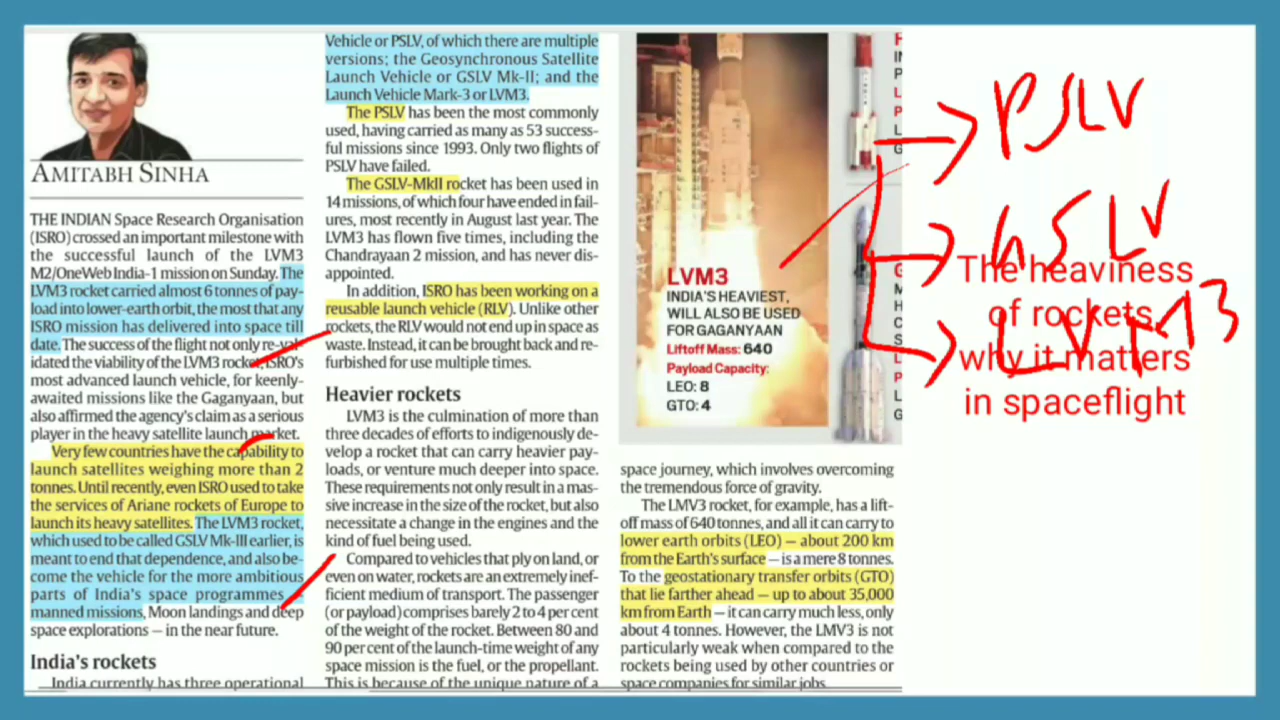 AMITABH SINHA
THE INDIAN Space Research Organisation
(ISRO) crossed an important milestone with
the successful launch of the LVM3
M2/OneWeb India-1 mission on Sunday. The
LVM3 rocket carried almost 6 tonnes of pay-
load into lower-earth orbit, the most that any
ISRO mission has delivered into space till
date. The success of the flight not only re-val
idated the viability of the LVM3 rocket, ISRO's
most advanced launch vehicle, for keenly-
awaited missions like the Gaganyaan, but
also affirmed the agency's claim as a serious
player in the heavy satellite launch market.
Very few countries have the capability to
launch satellites weighing more than 2
tonnes. Until recently, even ISRO used to take
the services of Ariane rockets of Europe to
launch its heavy satellites. The LVM3 rocket,
which used to be called GSLV Mk-III earlier, is
meant to end that dependence, and also be-
come the vehicle for the more ambitious
parts of India's space programmes
manned missions, Moon landings and deep
space explorations — in the near future.
India's rockets
India currently has three operational
Vehicle or PSLV, of which there are multiple
versions; the Geosynchronous Satellite
Launch Vehicle or GSLV Mk-II; and the
Launch Vehicle Mark-3 or LVM3.
The PSLV has been the most commonly
used, having carried as many as 53 success-
ful missions since 1993. Only two flights of
PSLV have failed.
The GSLV-MkII rocket has been used in
14 missions, of which four have ended in fail-
ures, most recently in August last year. The
LVM3 has flown five times, including the
Chandrayaan 2 mission, and has never dis-
appointed.
In addition, ISRO has been working on a
reusable launch vehicle (RLV). Unlike other
rockets, the RLV would not end up in space as
waste. Instead, it can be brought back and re-
furbished for use multiple times.
Heavier rockets
LVM3 is the culmination of more than
three decades of efforts to indigenously de-
velop a rocket that can carry heavier pay-
loads, or venture much deeper into space.
These requirements not only result in a mas-
sive increase in the size of the rocket, but also
necessitate a change in the engines and the
kind of fuel being used.
Compared to vehicles that ply on land, or
even on water, rockets are an extremely inef-
ficient medium of transport. The passenger
(or payload) comprises barely 2 to 4 per cent
of the weight of the rocket. Between 80 and
90 per cent of the launch-time weight of any
space mission is the fuel, or the propellant.
This is because of the unique nature of a
LVM3
INDIA'S HEAVIEST,
WILL ALSO BE USED
FOR GAGANYAAN
Liftoff Mass: 640
Payload Capacity:
LEO: 8
GTO: 4
space journey, which involves overcoming
the tremendous force of gravity.
The LMV3 rocket, for example, has a lift-
off mass of 640 tonnes, and all it can carry to
lower earth orbits (LEO) — about 200 km
from the Earth's surface — is a mere 8 tonnes.
To the geostationary transfer orbits (GTO)
that lie farther ahead — up to about 35,000
km from Earth — it can carry much less, only
about 4 tonnes. However, the LMV3 is not
particularly weak when compared to the
rockets being used by other countries or
space companies for similar jobs.
PSLV
GSLV
LVM3
The heaviness
of rockets,
why it matters
in spaceflight